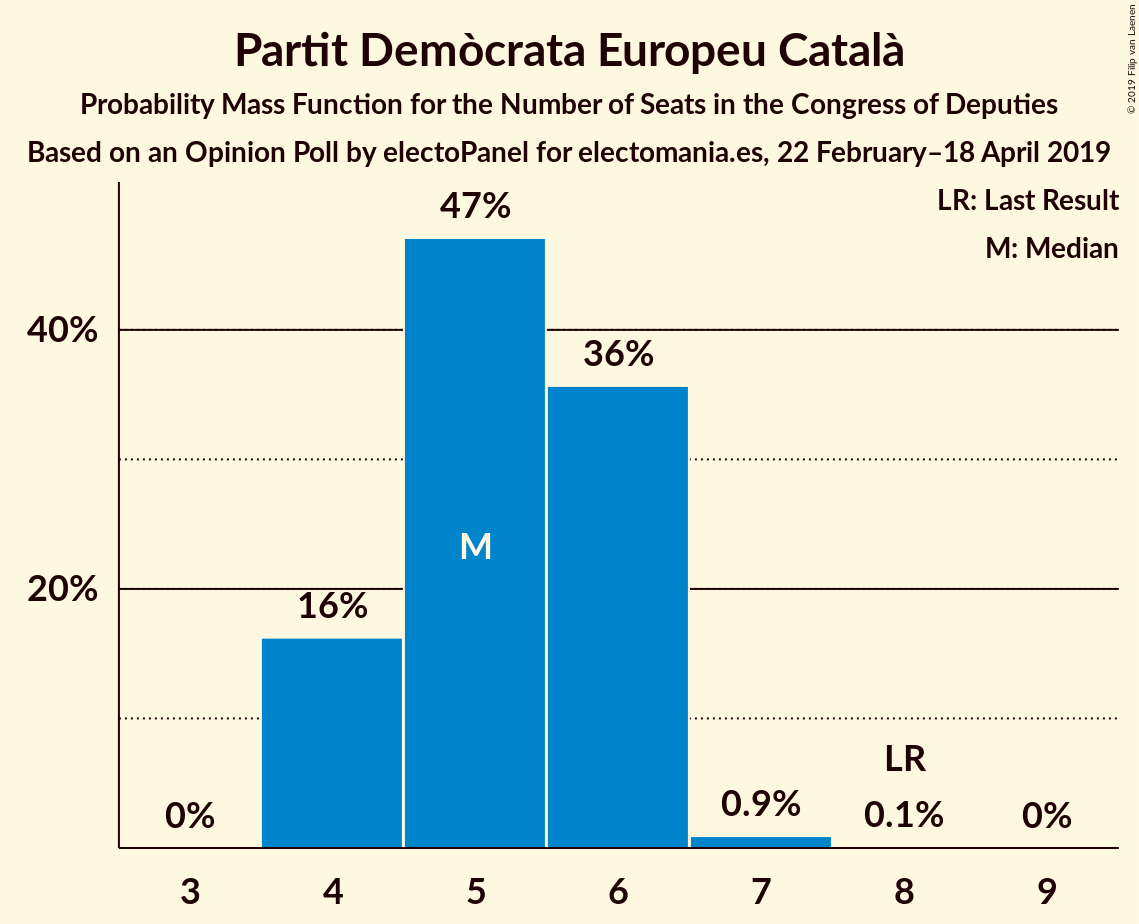 Partit Demòcrata Europeu Català
Probability Mass Function for the Number of Seats in the Congress of Deputies
Based on an Opinion Poll by electoPanel for electomania.es, 22 February–18 April 2019
© 2019 Filip van Laenen
LR: Last Result
M: Median
47%
40%
36%
M
20%
16%
LR
0%
0.9%
0.1%
0%
3 4 5 6 7 8 9